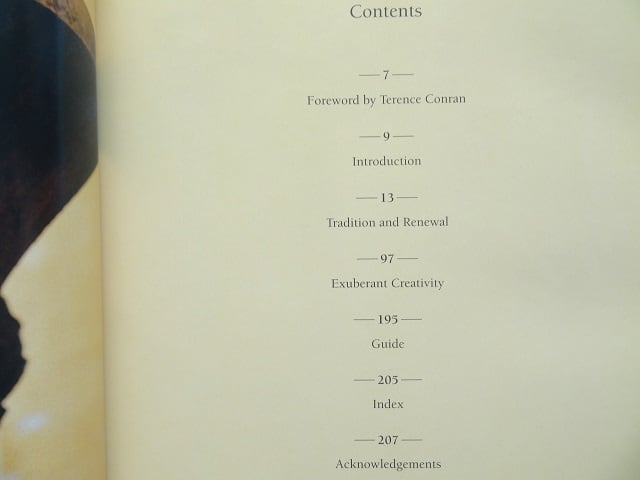 Contents
— 7 —
Foreword by Terence Conran
— 9 —
Introduction
— 13 —
Tradition and Renewal
— 97 —
Exuberant Creativity
— 195 —
Guide
— 205 —
Index
— 207 —
Acknowledgements